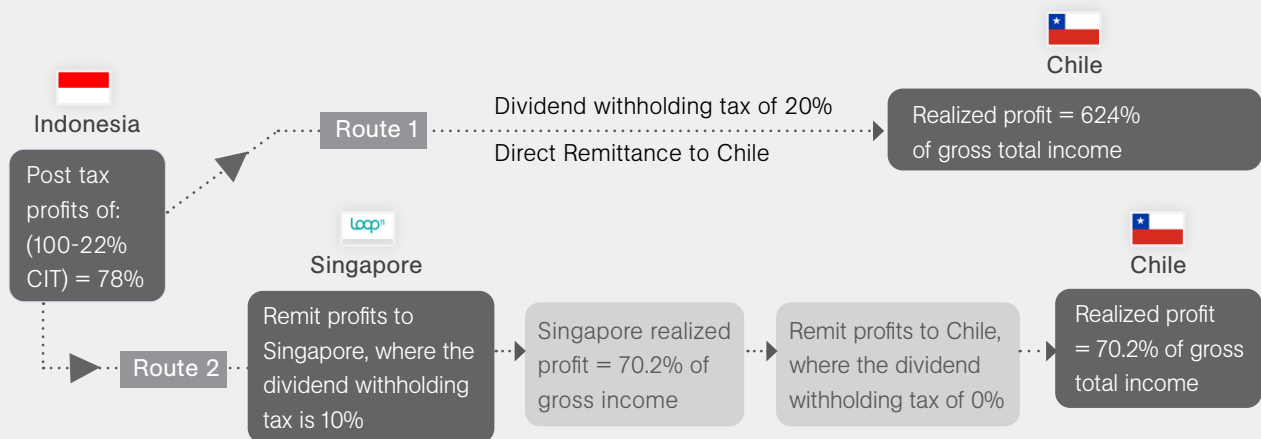 Chile
Indonesia
Dividend withholding tax of 20%
Route 1
Direct Remittance to Chile
Realized profit = 624%
of gross total income
Post tax
profits of:
(100-22%
CIT) = 78%
Loop11
Singapore
Chile
Route 2
Remit profits to
Singapore, where the
dividend withholding
tax is 10%
Singapore realized
profit = 70.2% of
gross income
Remit profits to Chile,
where the dividend
withholding tax of 0%
Realized profit
= 70.2% of gross
total income